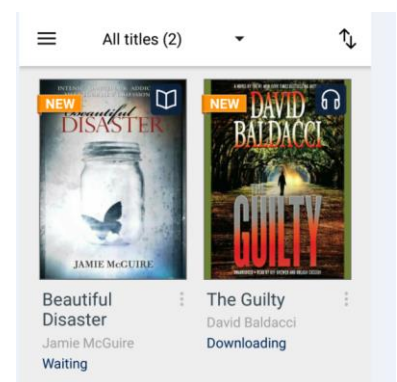 All titles (2)
NEW
Beautiful
DISASTER
JAMIE McGUIRE
NEW
DAVID
BALDACCI
THE
GUILTY
Beautiful
Disaster
Jamie McGuire
Waiting
The Guilty
David Baldacci
Downloading